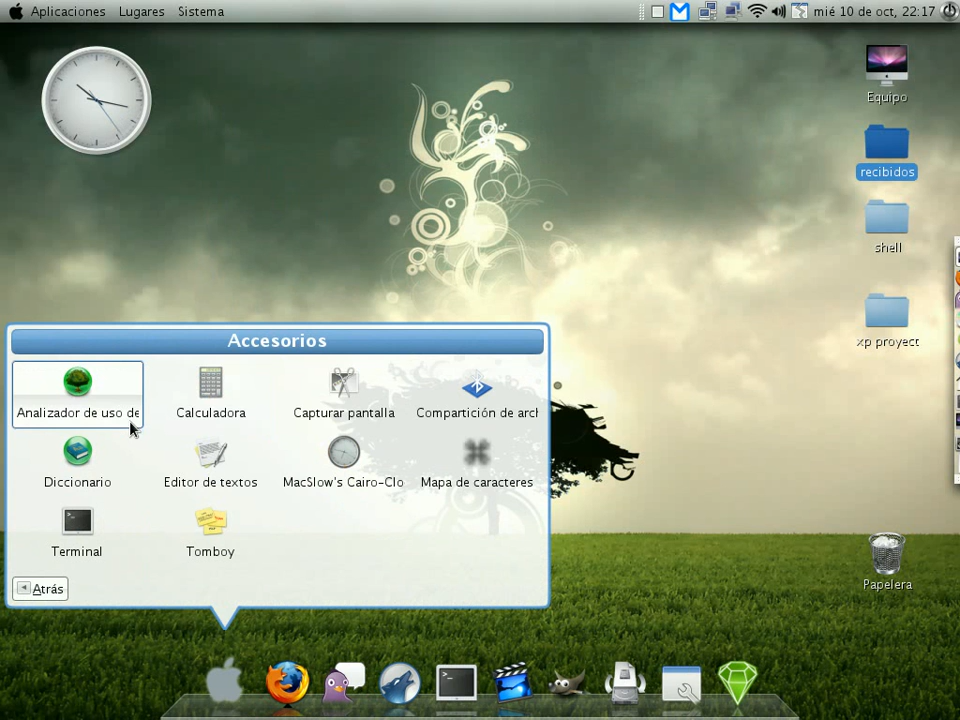 Aplicaciones Lugares Sistema
mié 10 de oct, 22:17
Equipo
recibidos
shell
xp proyect
Accesorios
Analizador de uso de
Calculadora
Capturar pantalla
Compartición de arch
Diccionario
Editor de textos
MacSlow's Cairo-Clo
Mapa de caracteres
Terminal
Tomboy
Atrás
Papelera